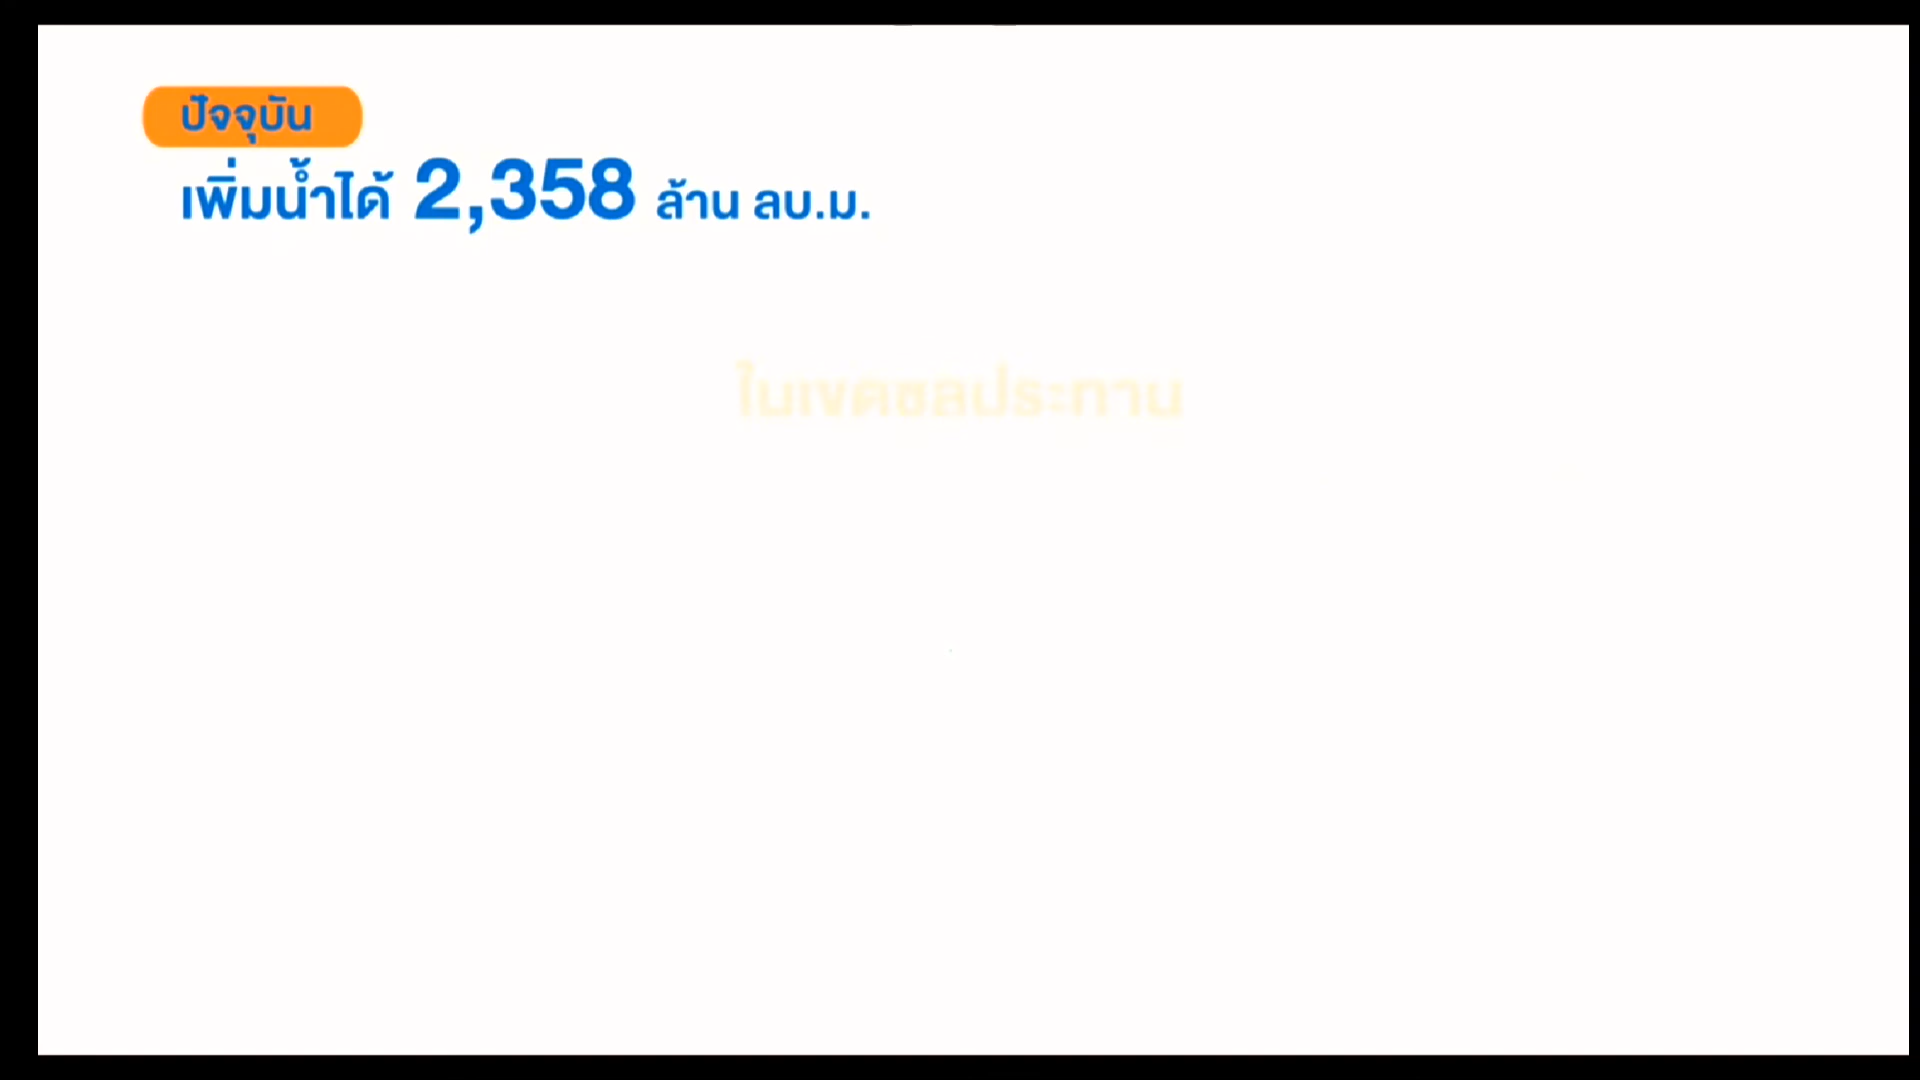 ปัจจุบัน
เพิ่มน้ำได้ 2,358 ล้าน ลบ.ม.
ในเขตชลประทาน